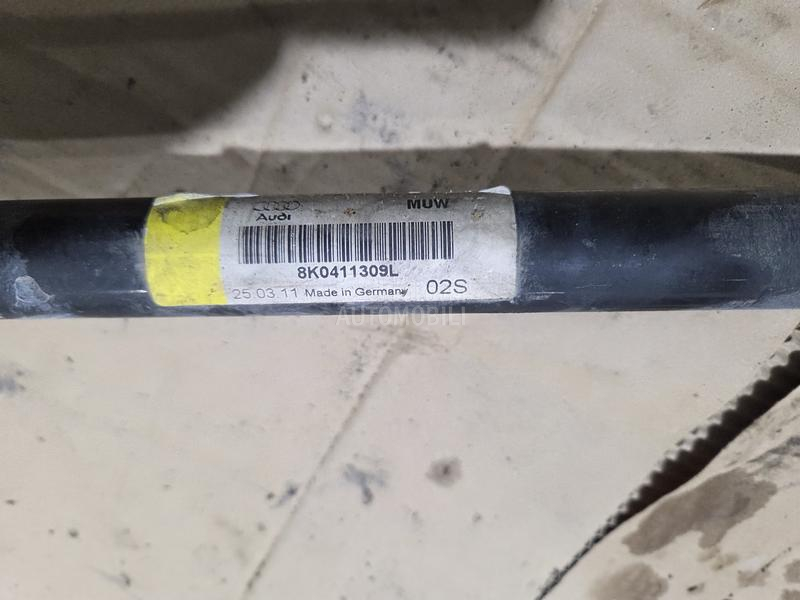 Audi MUW
8K0411309L
25.03.11 Made in Germany 02S
AUTOMOBILI